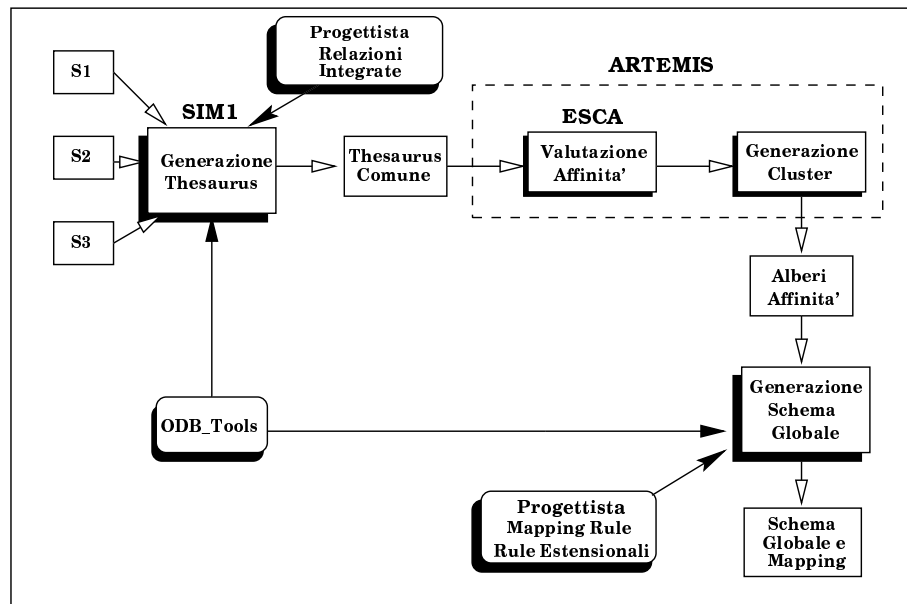 Progettista
Relazioni
Integrate
S1
SIM1
ARTEMIS
ESCA
S2
Generazione
Thesaurus
Thesaurus
Comune
Valutazione
Affinita'
Generazione
Cluster
S3
Alberi
Affinita'
Generazione
Schema
Globale
ODB_Tools
Progettista
Mapping Rule
Rule Estensionali
Schema
Globale e
Mapping